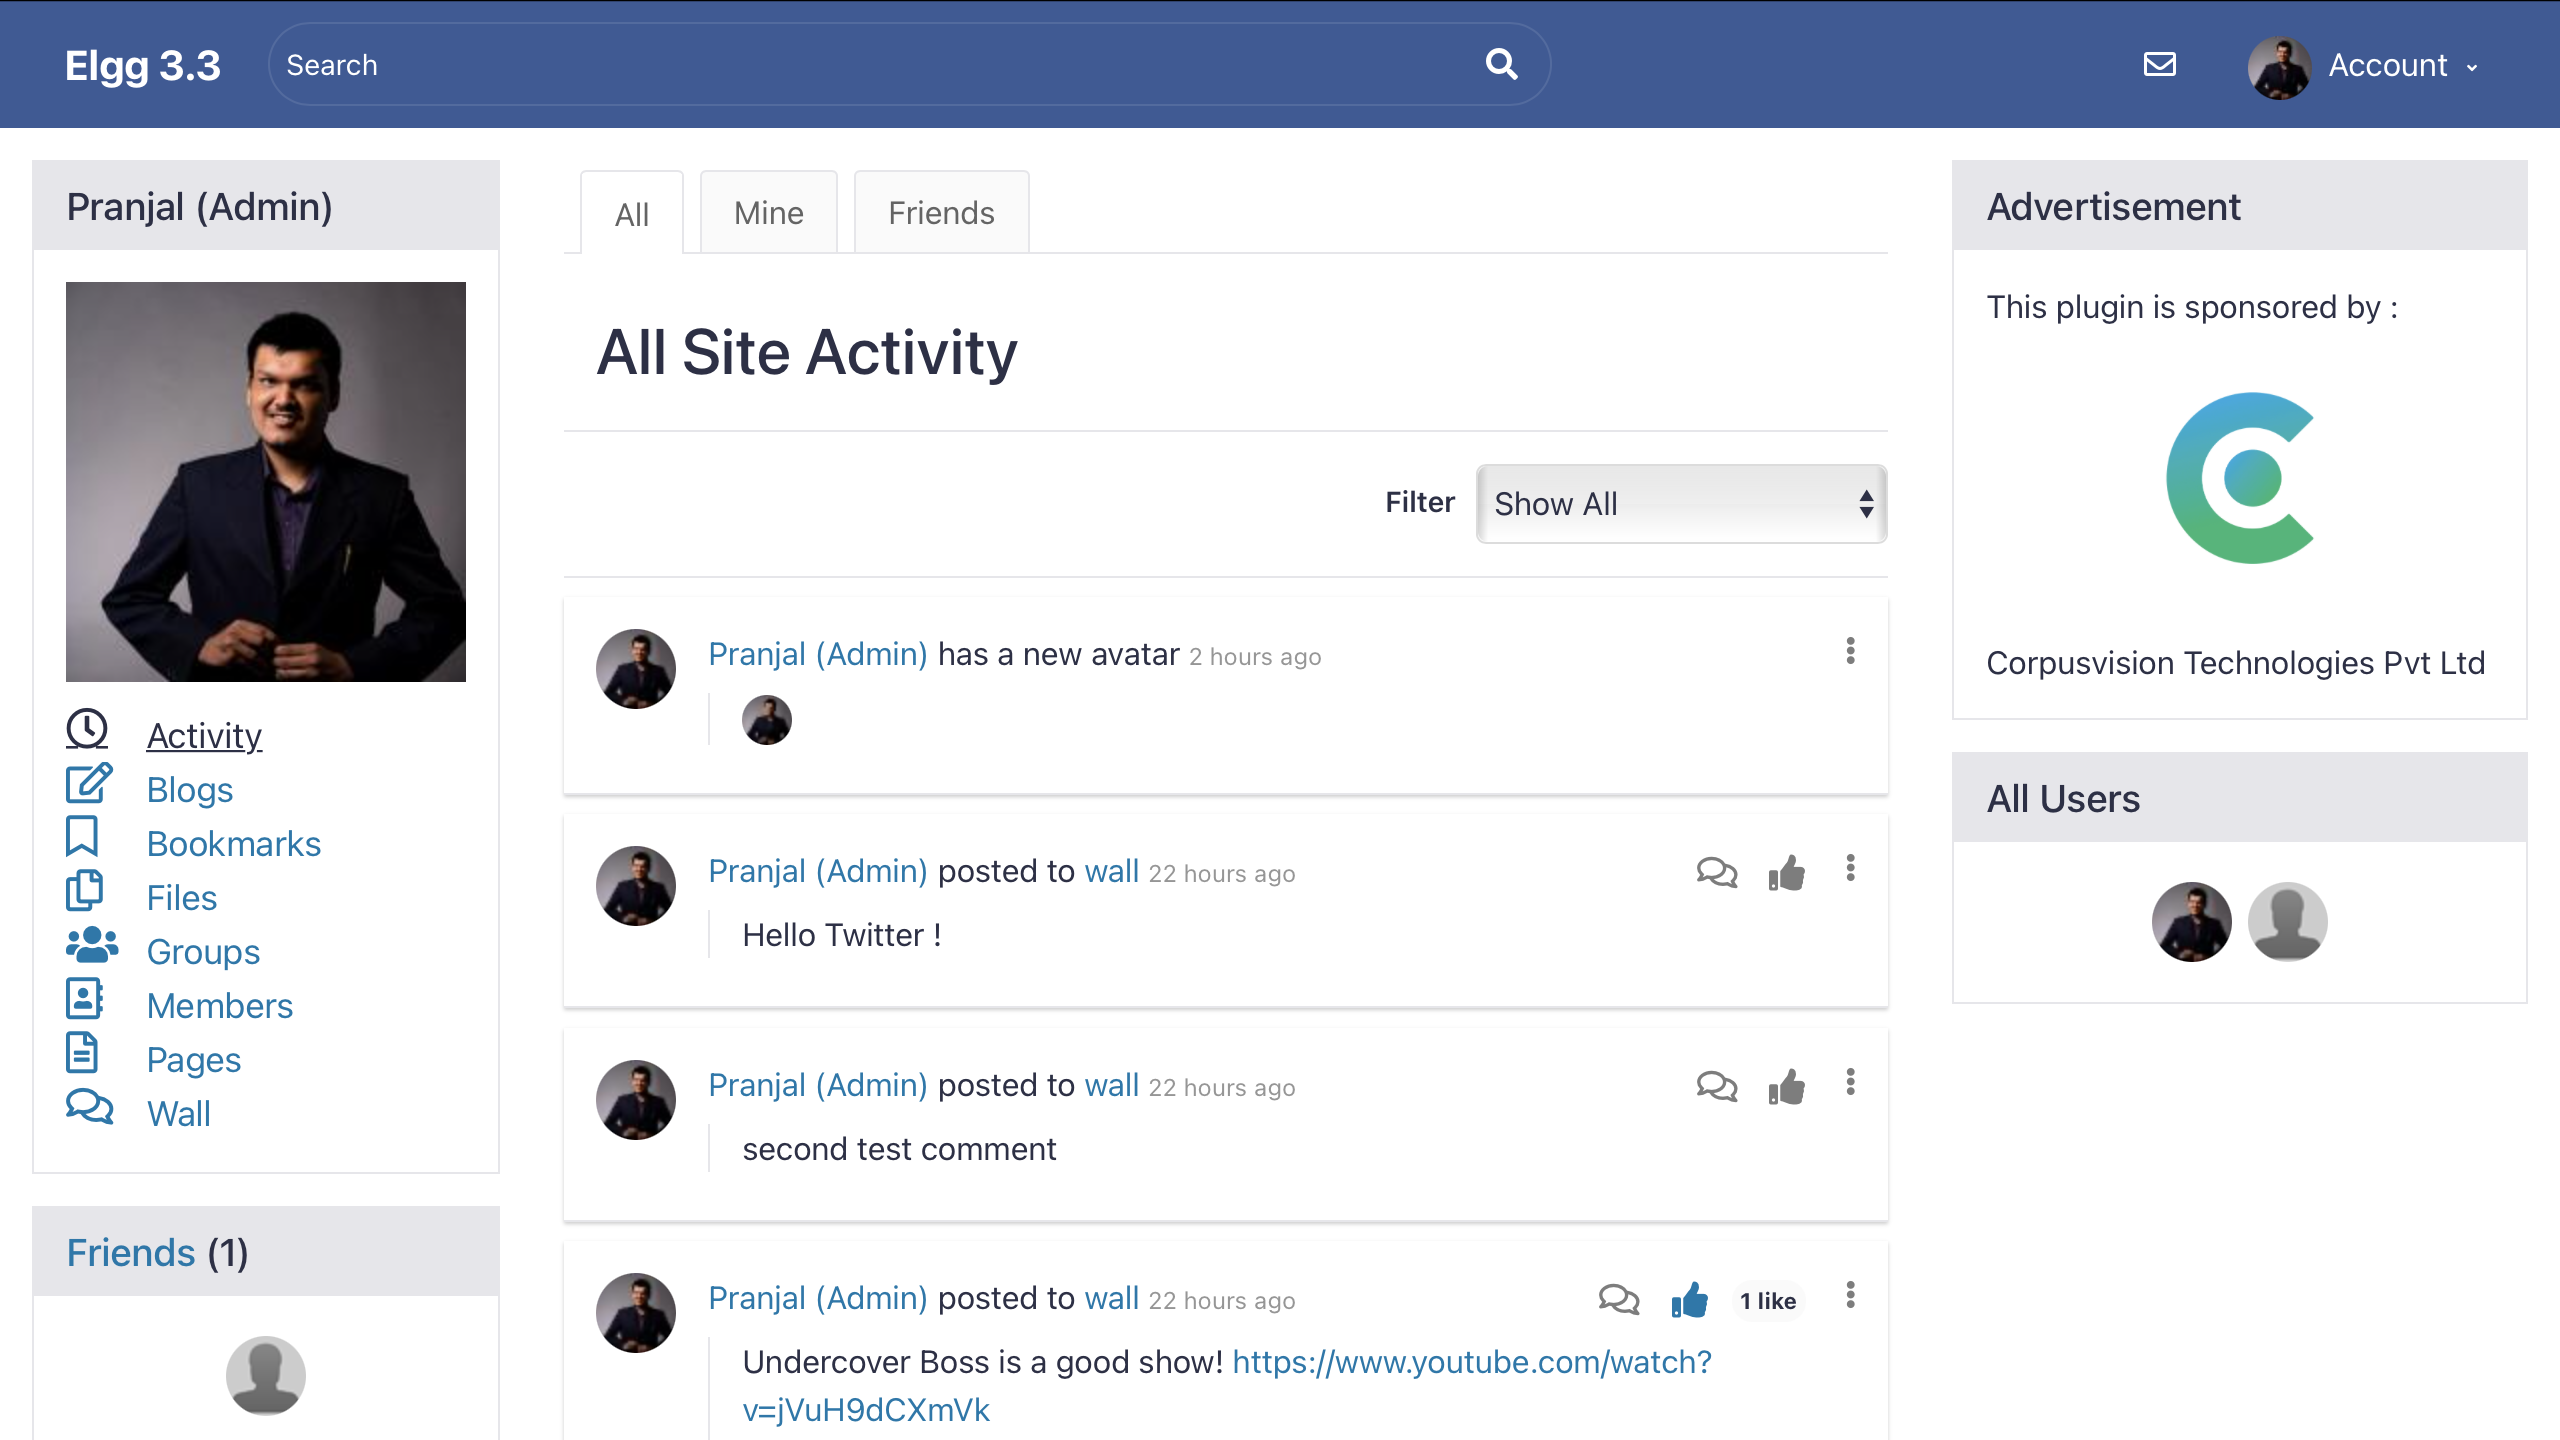 Elgg 3.3
Search
Account
Pranjal (Admin)
Activity
Blogs
Bookmarks
Files
Groups
Members
Pages
Wall
Friends (1)
All
Mine
Friends
All Site Activity
Filter
Show All
Pranjal (Admin) has a new avatar 2 hours ago
Pranjal (Admin) posted to wall 22 hours ago
Hello Twitter !
Pranjal (Admin) posted to wall 22 hours ago
second test comment
Pranjal (Admin) posted to wall 22 hours ago
1 like
Undercover Boss is a good show! https://www.youtube.com/watch?
v=jVuH9dCXmVk
Advertisement
This plugin is sponsored by :
Corpusvision Technologies Pvt Ltd
All Users